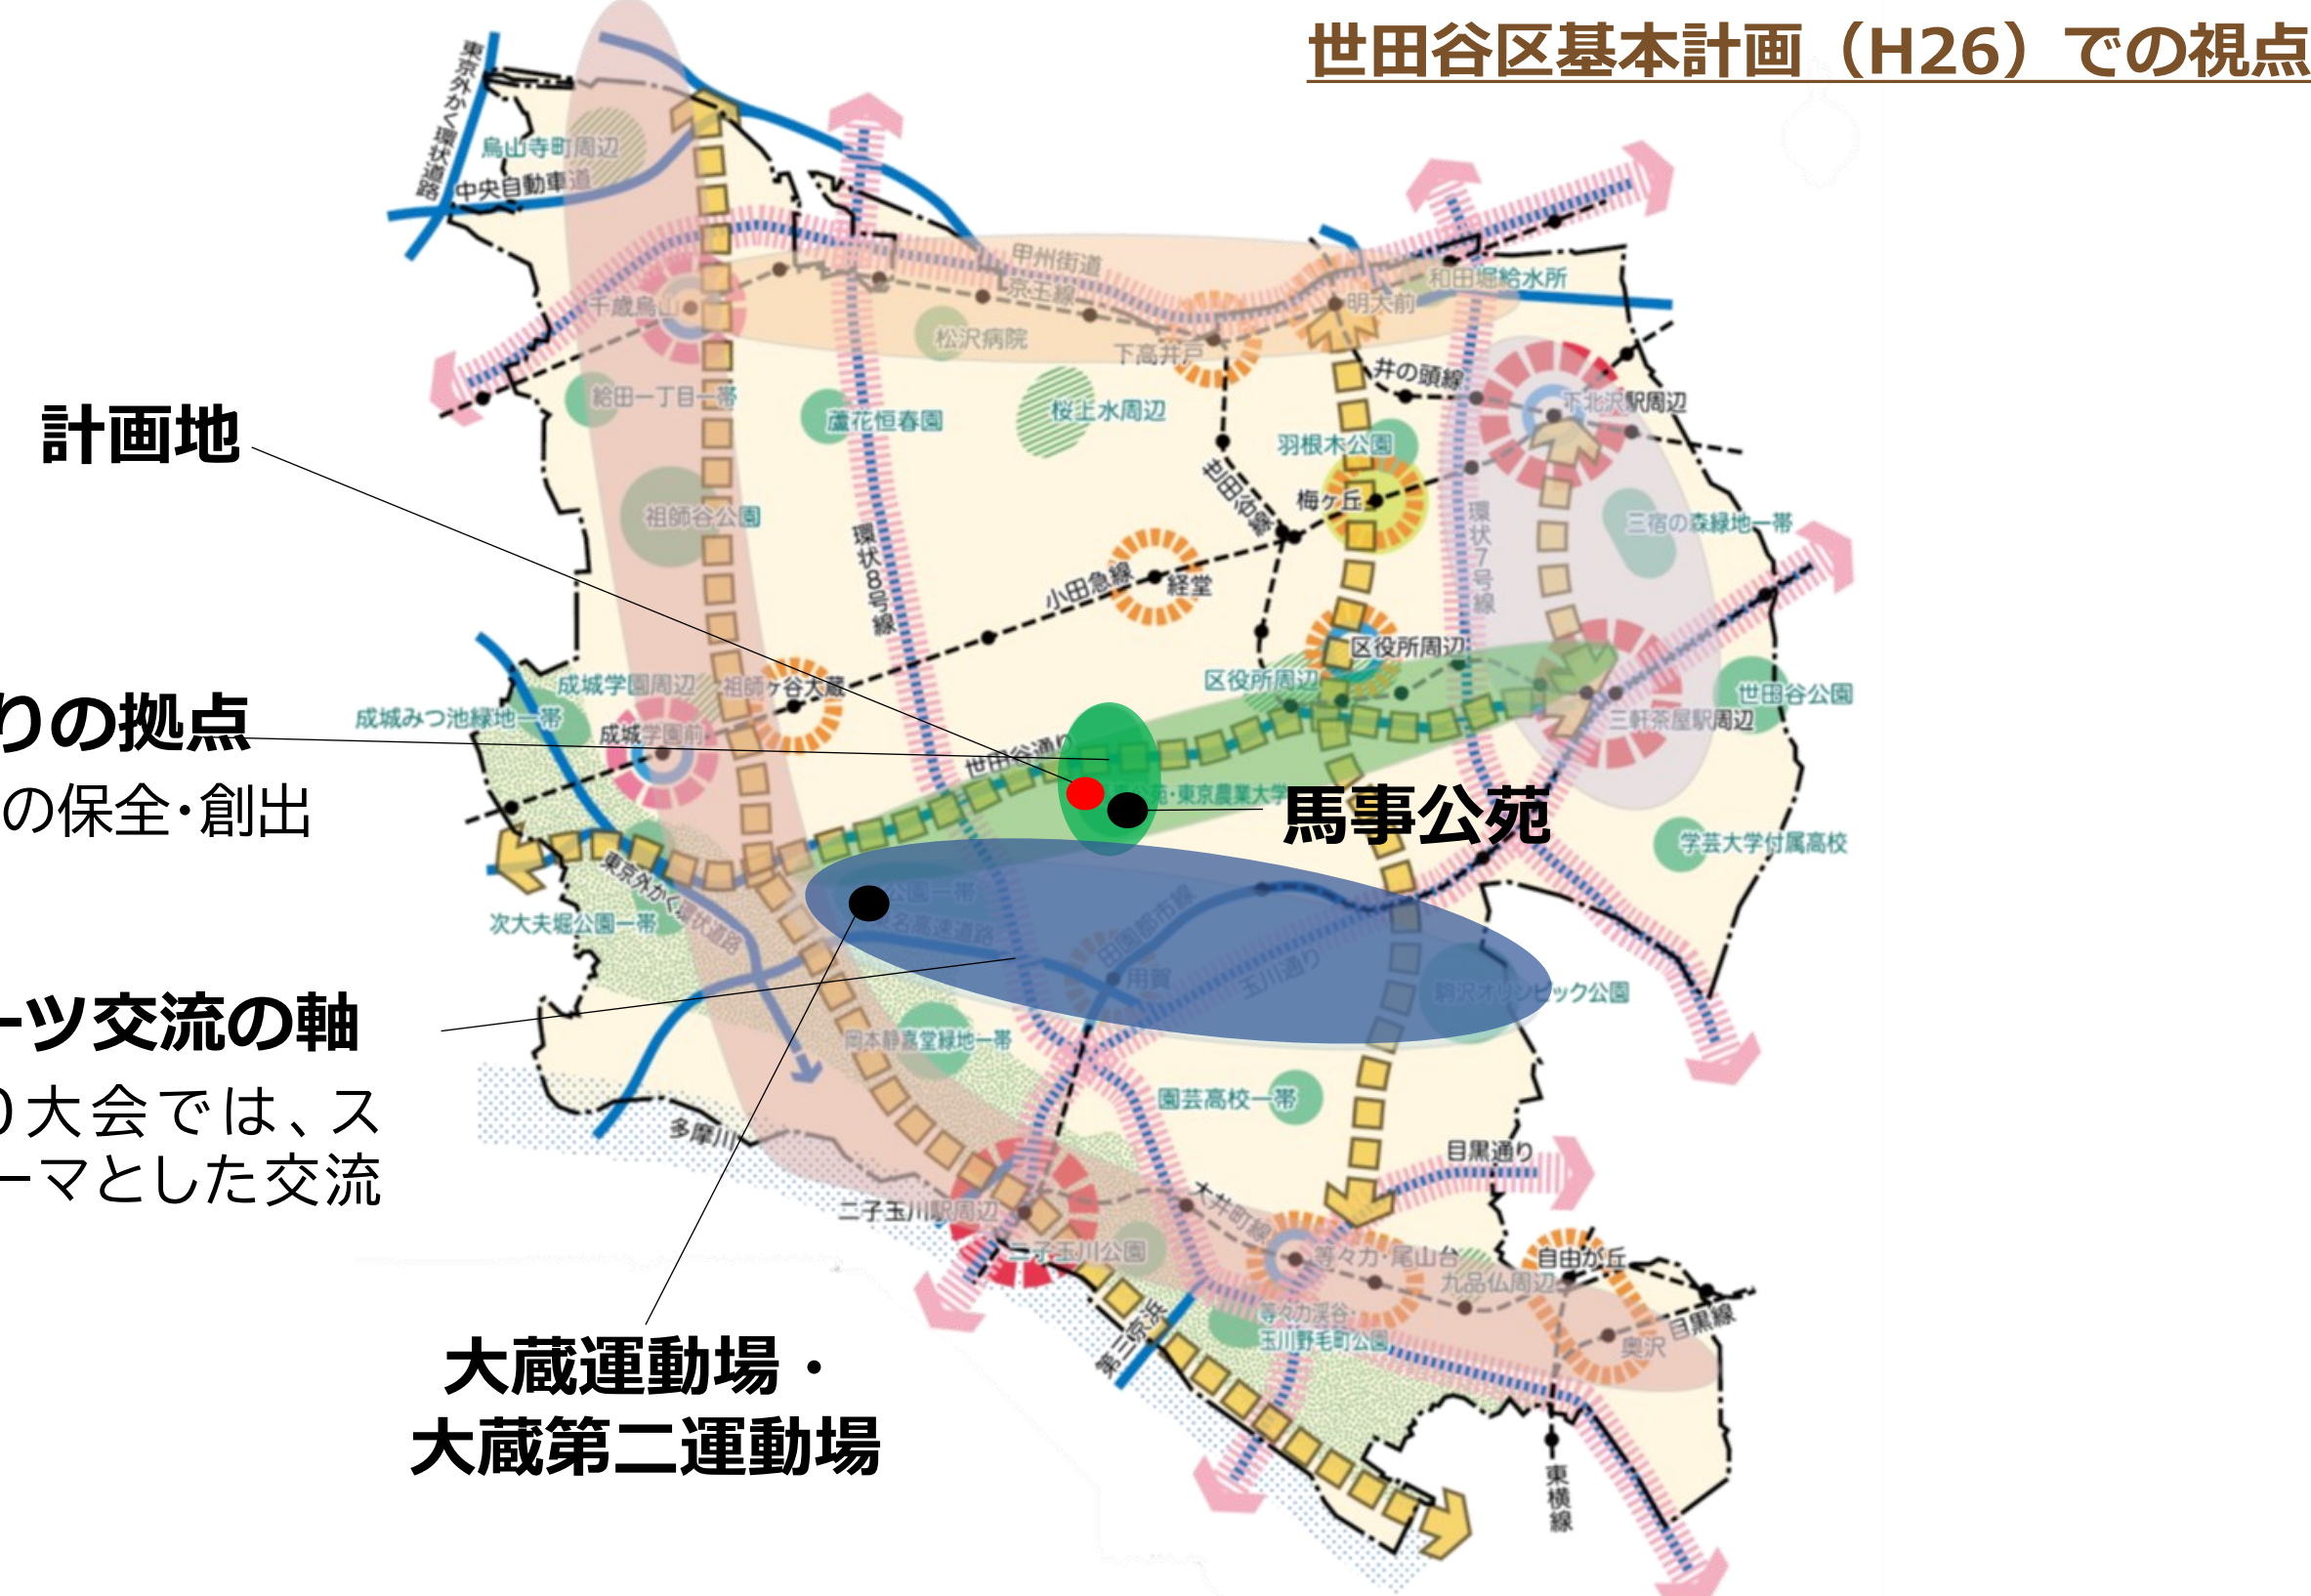 世田谷区基本計画（H26）での視点
東京外かく環状道路
烏山寺町周辺
中央自動車道
甲州街道
京王線
和田堀給水所
千歳烏山
明大前
松沢病院
下高井戸
井の頭線
給田一丁目一帯
蘆花恒春園
桜上水周辺
下北沢駅周辺
計画地
羽根木公園
世田谷線
梅ヶ丘
祖師谷公園
環状8号線
環状7号線
三宿の森緑地一帯
小田急線
経堂
区役所周辺
区役所周辺
成城学園周辺
祖師ヶ谷大蔵
世田谷公園
りの拠点
成城みつ池緑地一帯
成城学園前
三軒茶屋駅周辺
世田谷通り
の保全・創出
苑・東京農業大学
馬事公苑
学芸大学付属高校
東京外かく環状道路
公園一帯
次大夫堀公園一帯
名高速道路
田園都市線
用賀
玉川通り
駒沢オリンピック公園
ーツ交流の軸
岡本静嘉堂緑地一帯
大会では、ス
園芸高校一帯
多摩川
目黒通り
ーマとした交流
二子玉川駅周辺
大井町線
二子玉川公園
等々力・尾山台
自由が丘
九品仏周辺
第三京浜
等々力渓谷・
玉川野毛町公園
目黒線
奥沢
大蔵運動場・
大蔵第二運動場
東横線